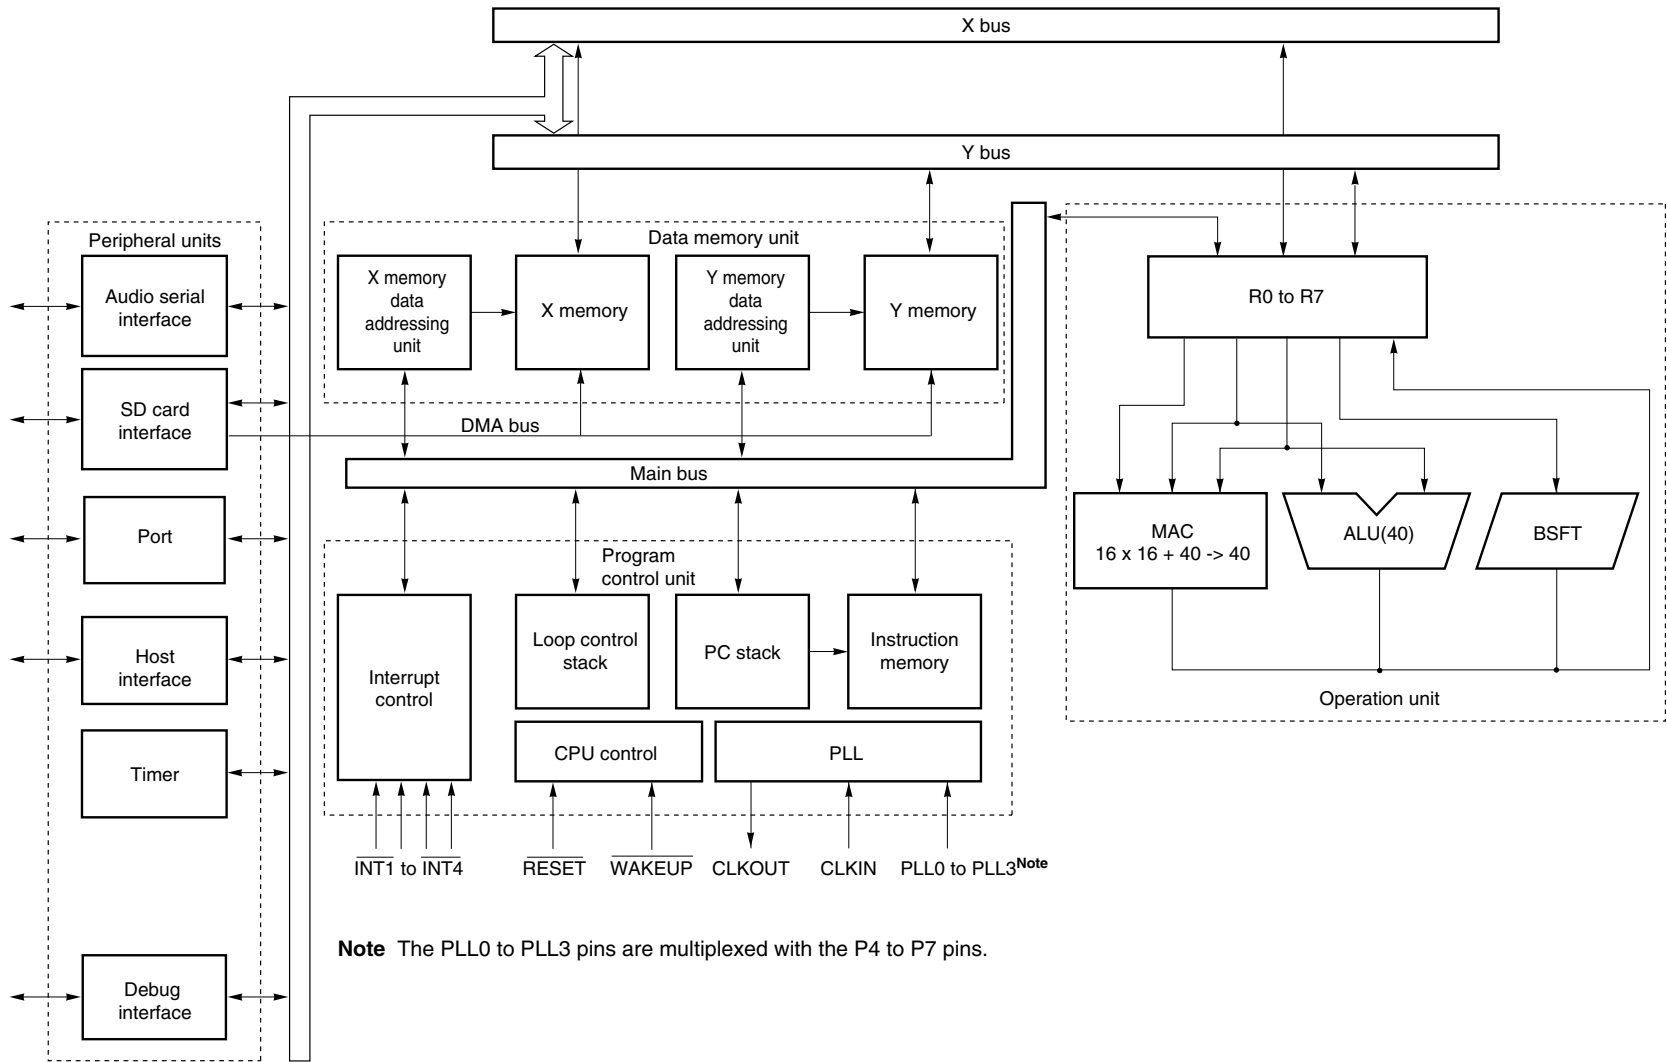 X bus
Y bus
Peripheral units
Audio serial
interface
SD card
interface
Port
Host
interface
Timer
Debug
interface
Data memory unit
X memory
data
addressing
unit
X memory
Y memory
data
addressing
unit
Y memory
DMA bus
Main bus
Program
control unit
Interrupt
control
Loop control
stack
PC stack
Instruction
memory
CPU control
PLL
INT1 to INT4
RESET
WAKEUP
CLKOUT
CLKIN
PLL0 to PLL3Note
R0 to R7
MAC
16 x 16 + 40 -> 40
ALU(40)
BSFT
Operation unit
Note The PLL0 to PLL3 pins are multiplexed with the P4 to P7 pins.